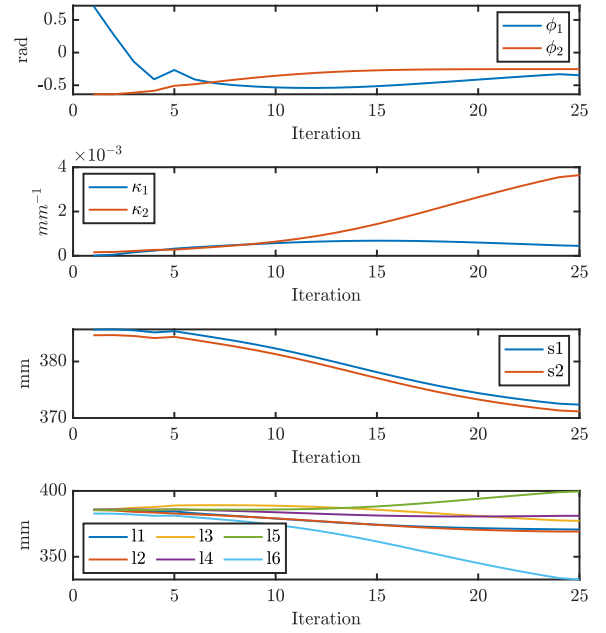 0.5
0
-0.5
rad
ϕ₁
ϕ₂
0 5 10 15 20 25
Iteration
×10⁻³
4
2
0
mm⁻¹
κ₁
κ₂
0 5 10 15 20 25
Iteration
380
370
mm
s1
s2
0 5 10 15 20 25
Iteration
400
350
mm
l1 l3 l5
l2 l4 l6
0 5 10 15 20 25
Iteration